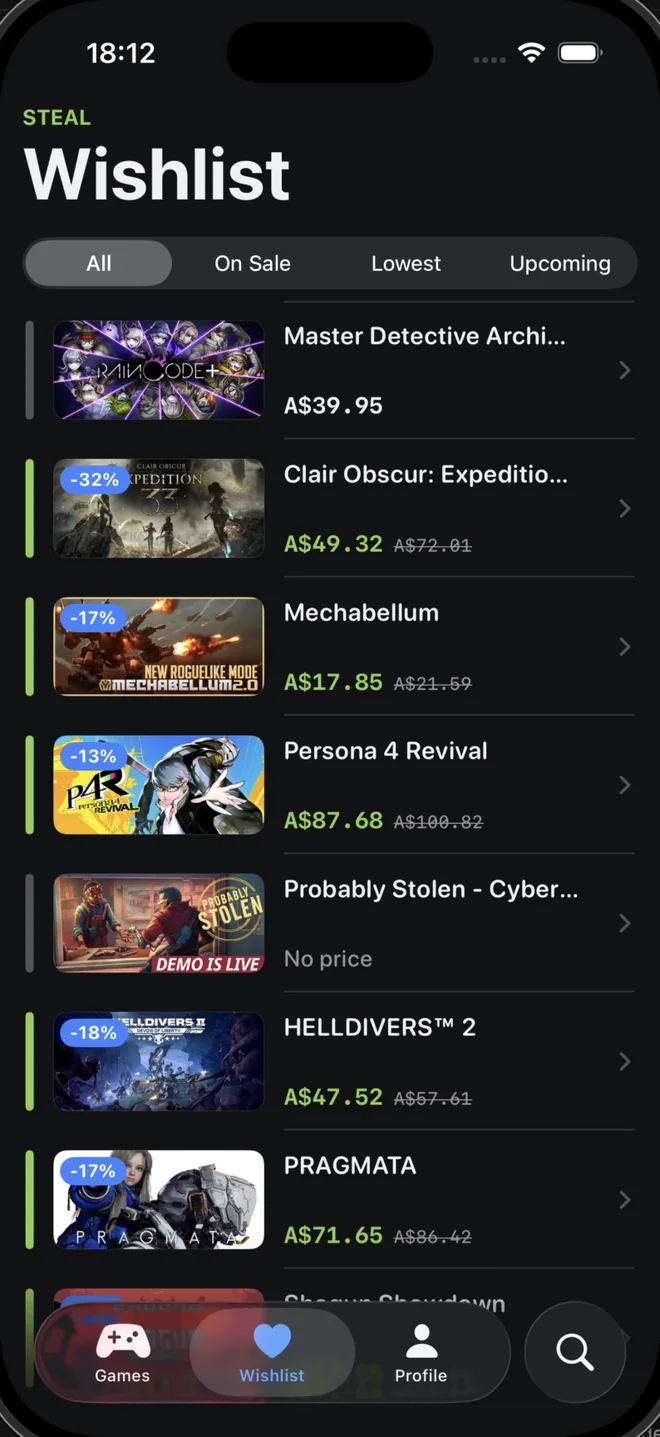 18:12
STEAL
Wishlist
All On Sale Lowest Upcoming
RAINCODE+
Master Detective Archi...
A$39.95
-32%
CLAIR OBSCUR
EXPEDITION
33
Clair Obscur: Expeditio...
A$49.32 A$72.01
-17%
NEW ROGUELIKE MODE
MECHABELLUM2.0
Mechabellum
A$17.85 A$21.59
-13%
P4R
PERSONA4
REVIVAL
Persona 4 Revival
A$87.68 A$100.82
PROBABLY
STOLEN
DEMO IS LIVE
Probably Stolen - Cyber...
No price
-18%
HELLDIVERS II
HELLDIVERS™ 2
A$47.52 A$57.61
-17%
PRAGMATA
PRAGMATA
A$71.65 A$86.42
Shogun Showdown
Games Wishlist Profile